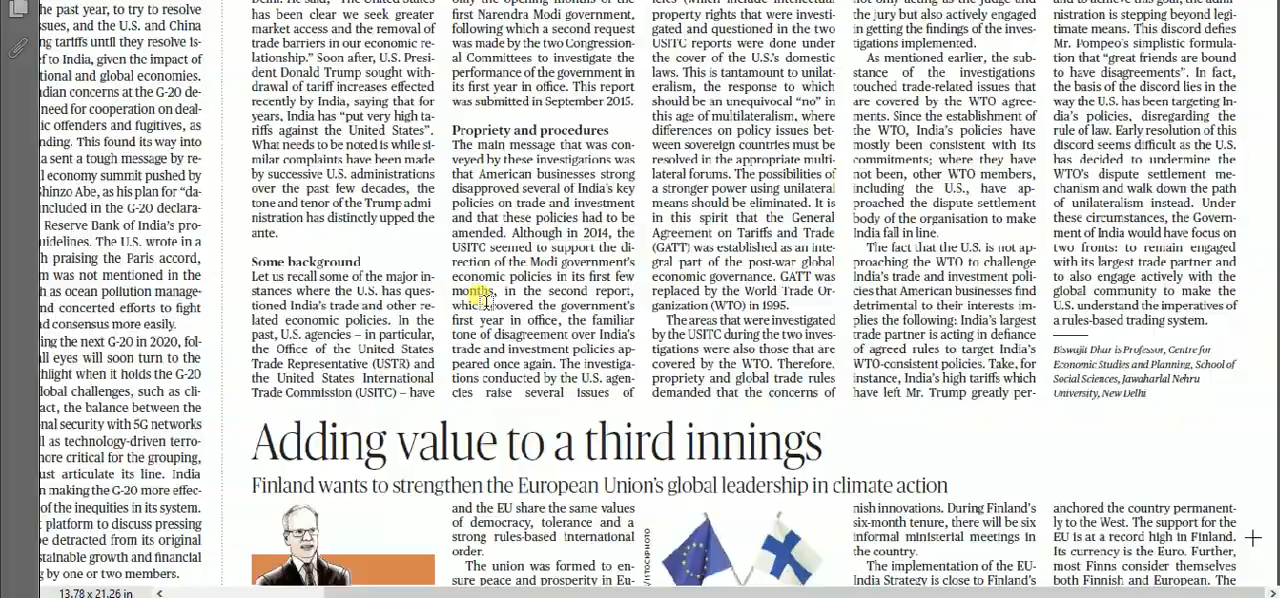 he past year, to try to resolve
sues, and the U.S. and China
ng tariffs until they resolve is-
ef to India, given the impact of
tional and global economies.
dian concerns at the G-20 de-
need for cooperation on deal-
ic offenders and fugitives, as
nding. This found its way into
a sent a tough message by re-
l economy summit pushed by
Shinzo Abe, as his plan for “da-
included in the G-20 declara-
Reserve Bank of India’s pro-
uidelines. The U.S. wrote in a
h praising the Paris accord,
m was not mentioned in the
h as ocean pollution manage-
nd concerted efforts to fight
d consensus more easily.
ing the next G-20 in 2020, fol-
ll eyes will soon turn to the
hlight when it holds the G-20
lobal challenges, such as cli-
act, the balance between the
nal security with 5G networks
ll as technology-driven terro-
nore critical for the grouping,
ust articulate its line. India
n making the G-20 more effec-
of the inequities in its system.
platform to discuss pressing
e detracted from its original
stainable growth and financial
g by one or two members.
has been clear we seek greater
market access and the removal of
trade barriers in our economic re-
lationship.” Soon after, U.S. Presi-
dent Donald Trump sought with-
drawal of tariff increases effected
recently by India, saying that for
years, India has “put very high ta-
riffs against the United States”.
What needs to be noted is while si-
milar complaints have been made
by successive U.S. administrations
over the past few decades, the
tone and tenor of the Trump admi
nistration has distinctly upped the
ante.
Some background
Let us recall some of the major in-
stances where the U.S. has ques-
tioned India’s trade and other re-
lated economic policies. In the
past, U.S. agencies – in particular,
the Office of the United States
Trade Representative (USTR) and
the United States International
Trade Commission (USITC) – have
only the opening months of the
first Narendra Modi government,
following which a second request
was made by the two Congression-
al Committees to investigate the
performance of the government in
its first year in office. This report
was submitted in September 2015.
Propriety and procedures
The main message that was con-
veyed by these investigations was
that American businesses strong
disapproved several of India’s key
policies on trade and investment
and that these policies had to be
amended. Although in 2014, the
USITC seemed to support the di-
rection of the Modi government’s
economic policies in its first few
months, in the second report,
which covered the government’s
first year in office, the familiar
tone of disagreement over India’s
trade and investment policies ap-
peared once again. The investiga-
tions conducted by the U.S. agen-
cies raise several issues of
cies (which include intellectual
property rights that were investi-
gated and questioned in the two
USITC reports were done under
the cover of the U.S.’s domestic
laws. This is tantamount to unilat-
eralism, the response to which
should be an unequivocal “no” in
this age of multilateralism, where
differences on policy issues bet-
ween sovereign countries must be
resolved in the appropriate multi-
lateral forums. The possibilities of
a stronger power using unilateral
means should be eliminated. It is
in this spirit that the General
Agreement on Tariffs and Trade
(GATT) was established as an inte-
gral part of the post-war global
economic governance. GATT was
replaced by the World Trade Or-
ganization (WTO) in 1995.
The areas that were investigated
by the USITC during the two inves-
tigations were also those that are
covered by the WTO. Therefore,
propriety and global trade rules
demanded that the concerns of
not only acting as the judge and
the jury but also actively engaged
in getting the findings of the inves-
tigations implemented.
As mentioned earlier, the sub-
stance of the investigations
touched trade-related issues that
are covered by the WTO agree-
ments. Since the establishment of
the WTO, India’s policies have
mostly been consistent with its
commitments; where they have
not been, other WTO members,
including the U.S., have ap-
proached the dispute settlement
body of the organisation to make
India fall in line.
The fact that the U.S. is not ap-
proaching the WTO to challenge
India’s trade and investment poli-
cies that American businesses find
detrimental to their interests im-
plies the following: India’s largest
trade partner is acting in defiance
of agreed rules to target India’s
WTO-consistent policies. Take, for
instance, India’s high tariffs which
have left Mr. Trump greatly per-
and to achieve this goal, the admi-
nistration is stepping beyond legi-
timate means. This discord defies
Mr. Pompeo’s simplistic formula-
tion that “great friends are bound
to have disagreements”. In fact,
the basis of the discord lies in the
way the U.S. has been targeting In-
dia’s policies, disregarding the
rule of law. Early resolution of this
discord seems difficult as the U.S.
has decided to undermine the
WTO’s dispute settlement me-
chanism and walk down the path
of unilateralism instead. Under
these circumstances, the Govern-
ment of India would have focus on
two fronts: to remain engaged
with its largest trade partner and
to also engage actively with the
global community to make the
U.S. understand the imperatives of
a rules-based trading system.
Biswajit Dhar is Professor, Centre for
Economic Studies and Planning, School of
Social Sciences, Jawaharlal Nehru
University, New Delhi
Adding value to a third innings
Finland wants to strengthen the European Union’s global leadership in climate action
and the EU share the same values
of democracy, tolerance and a
strong rules-based international
order.
The union was formed to en-
sure peace and prosperity in Eu-
/ISTOCKPHOTO
nish innovations. During Finland’s
six-month tenure, there will be six
informal ministerial meetings in
the country.
The implementation of the EU-
India Strategy is close to Finland’s
anchored the country permanent-
ly to the West. The support for the
EU is at a record high in Finland.
Its currency is the Euro. Further,
most Finns consider themselves
both Finnish and European. The
13.78 x 21.26 in